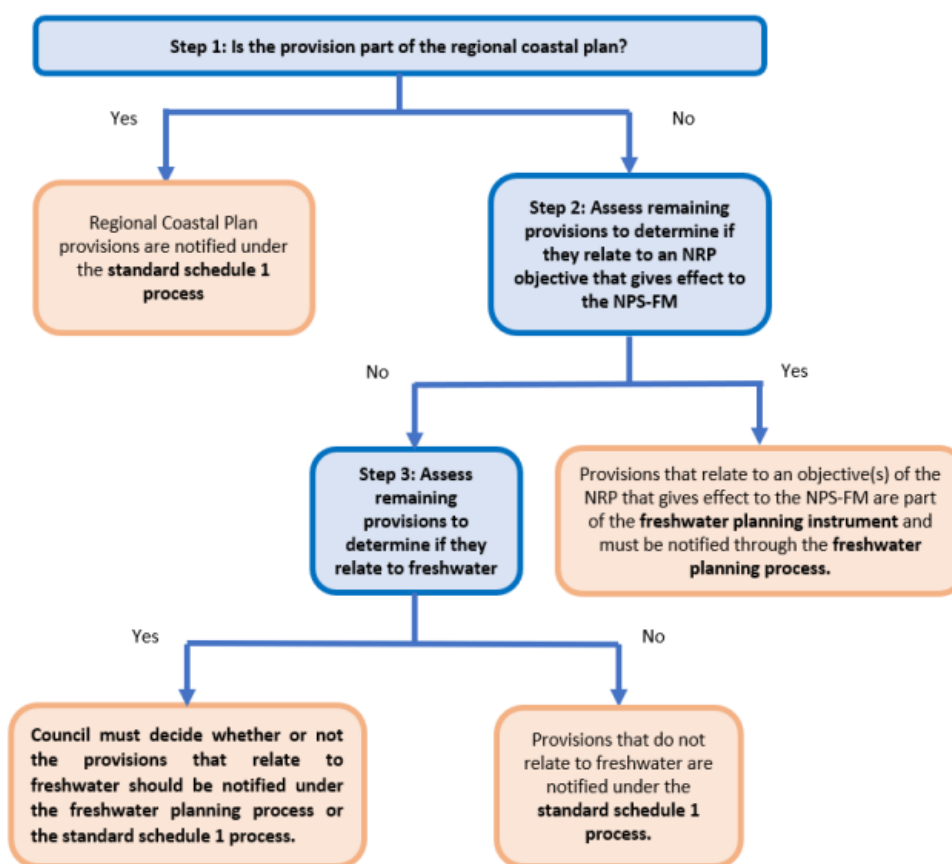 Step 1: Is the provision part of the regional coastal plan?
Yes
No
Regional Coastal Plan
provisions are notified under
the standard schedule 1
process
Step 2: Assess remaining
provisions to determine if
they relate to an NRP
objective that gives effect to
the NPS-FM
No
Yes
Step 3: Assess
remaining
provisions to
determine if they
relate to freshwater
Provisions that relate to an objective(s) of the
NRP that gives effect to the NPS-FM are part
of the freshwater planning instrument and
must be notified through the freshwater
planning process.
Yes
No
Council must decide whether or not
the provisions that relate to
freshwater should be notified under
the freshwater planning process or
the standard schedule 1 process.
Provisions that do not
relate to freshwater are
notified under the
standard schedule 1
process.